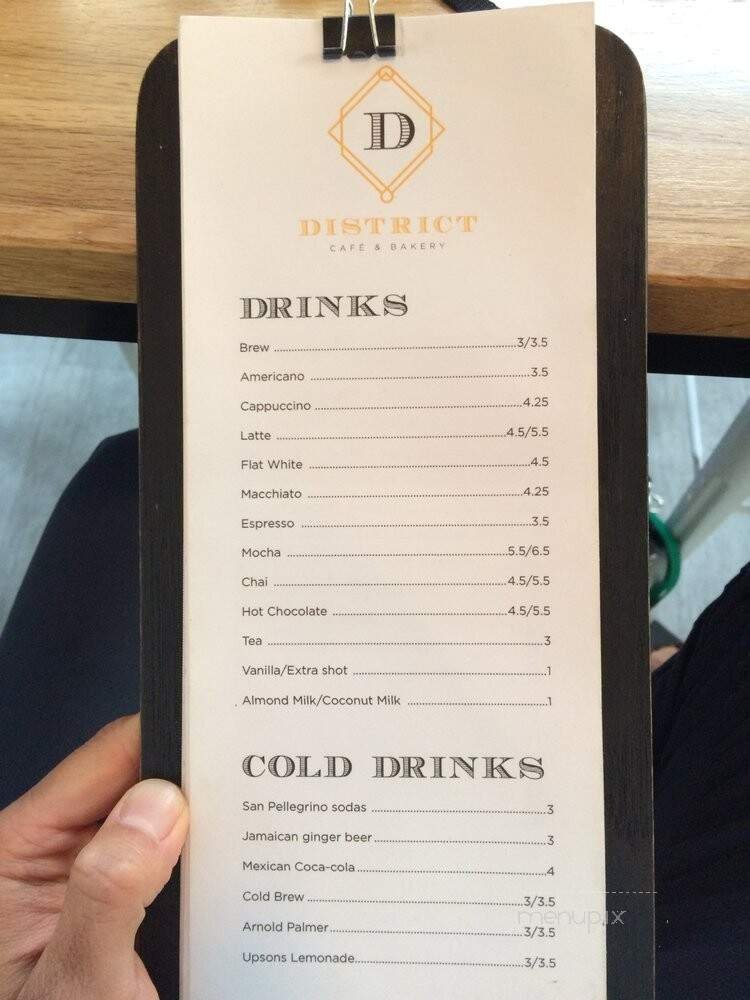 D
DISTRICT
CAFÉ & BAKERY
DRINKS
Brew ........ 3/3.5
Americano ........ 3.5
Cappuccino ........ 4.25
Latte ........ 4.5/5.5
Flat White ........ 4.5
Macchiato ........ 4.25
Espresso ........ 3.5
Mocha ........ 5.5/6.5
Chai ........ 4.5/5.5
Hot Chocolate ........ 4.5/5.5
Tea ........ 3
Vanilla/Extra shot ........ 1
Almond Milk/Coconut Milk ........ 1
COLD DRINKS
San Pellegrino sodas ........ 3
Jamaican ginger beer ........ 3
Mexican Coca-cola ........ 4
Cold Brew ........ 3/3.5
menupix
Arnold Palmer ........ 3/3.5
Upsons Lemonade ........ 3/3.5